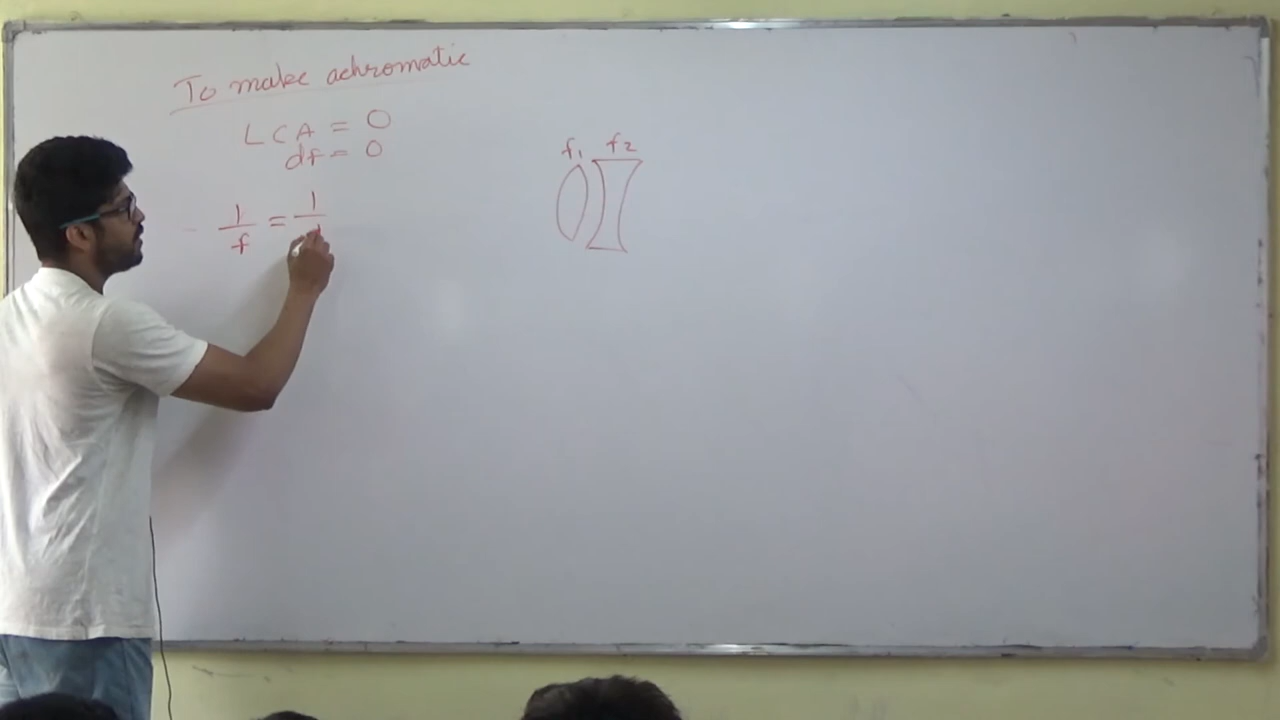 To make achromatic
LCA = 0
df = 0
f₁ f₂
1/f = 1/